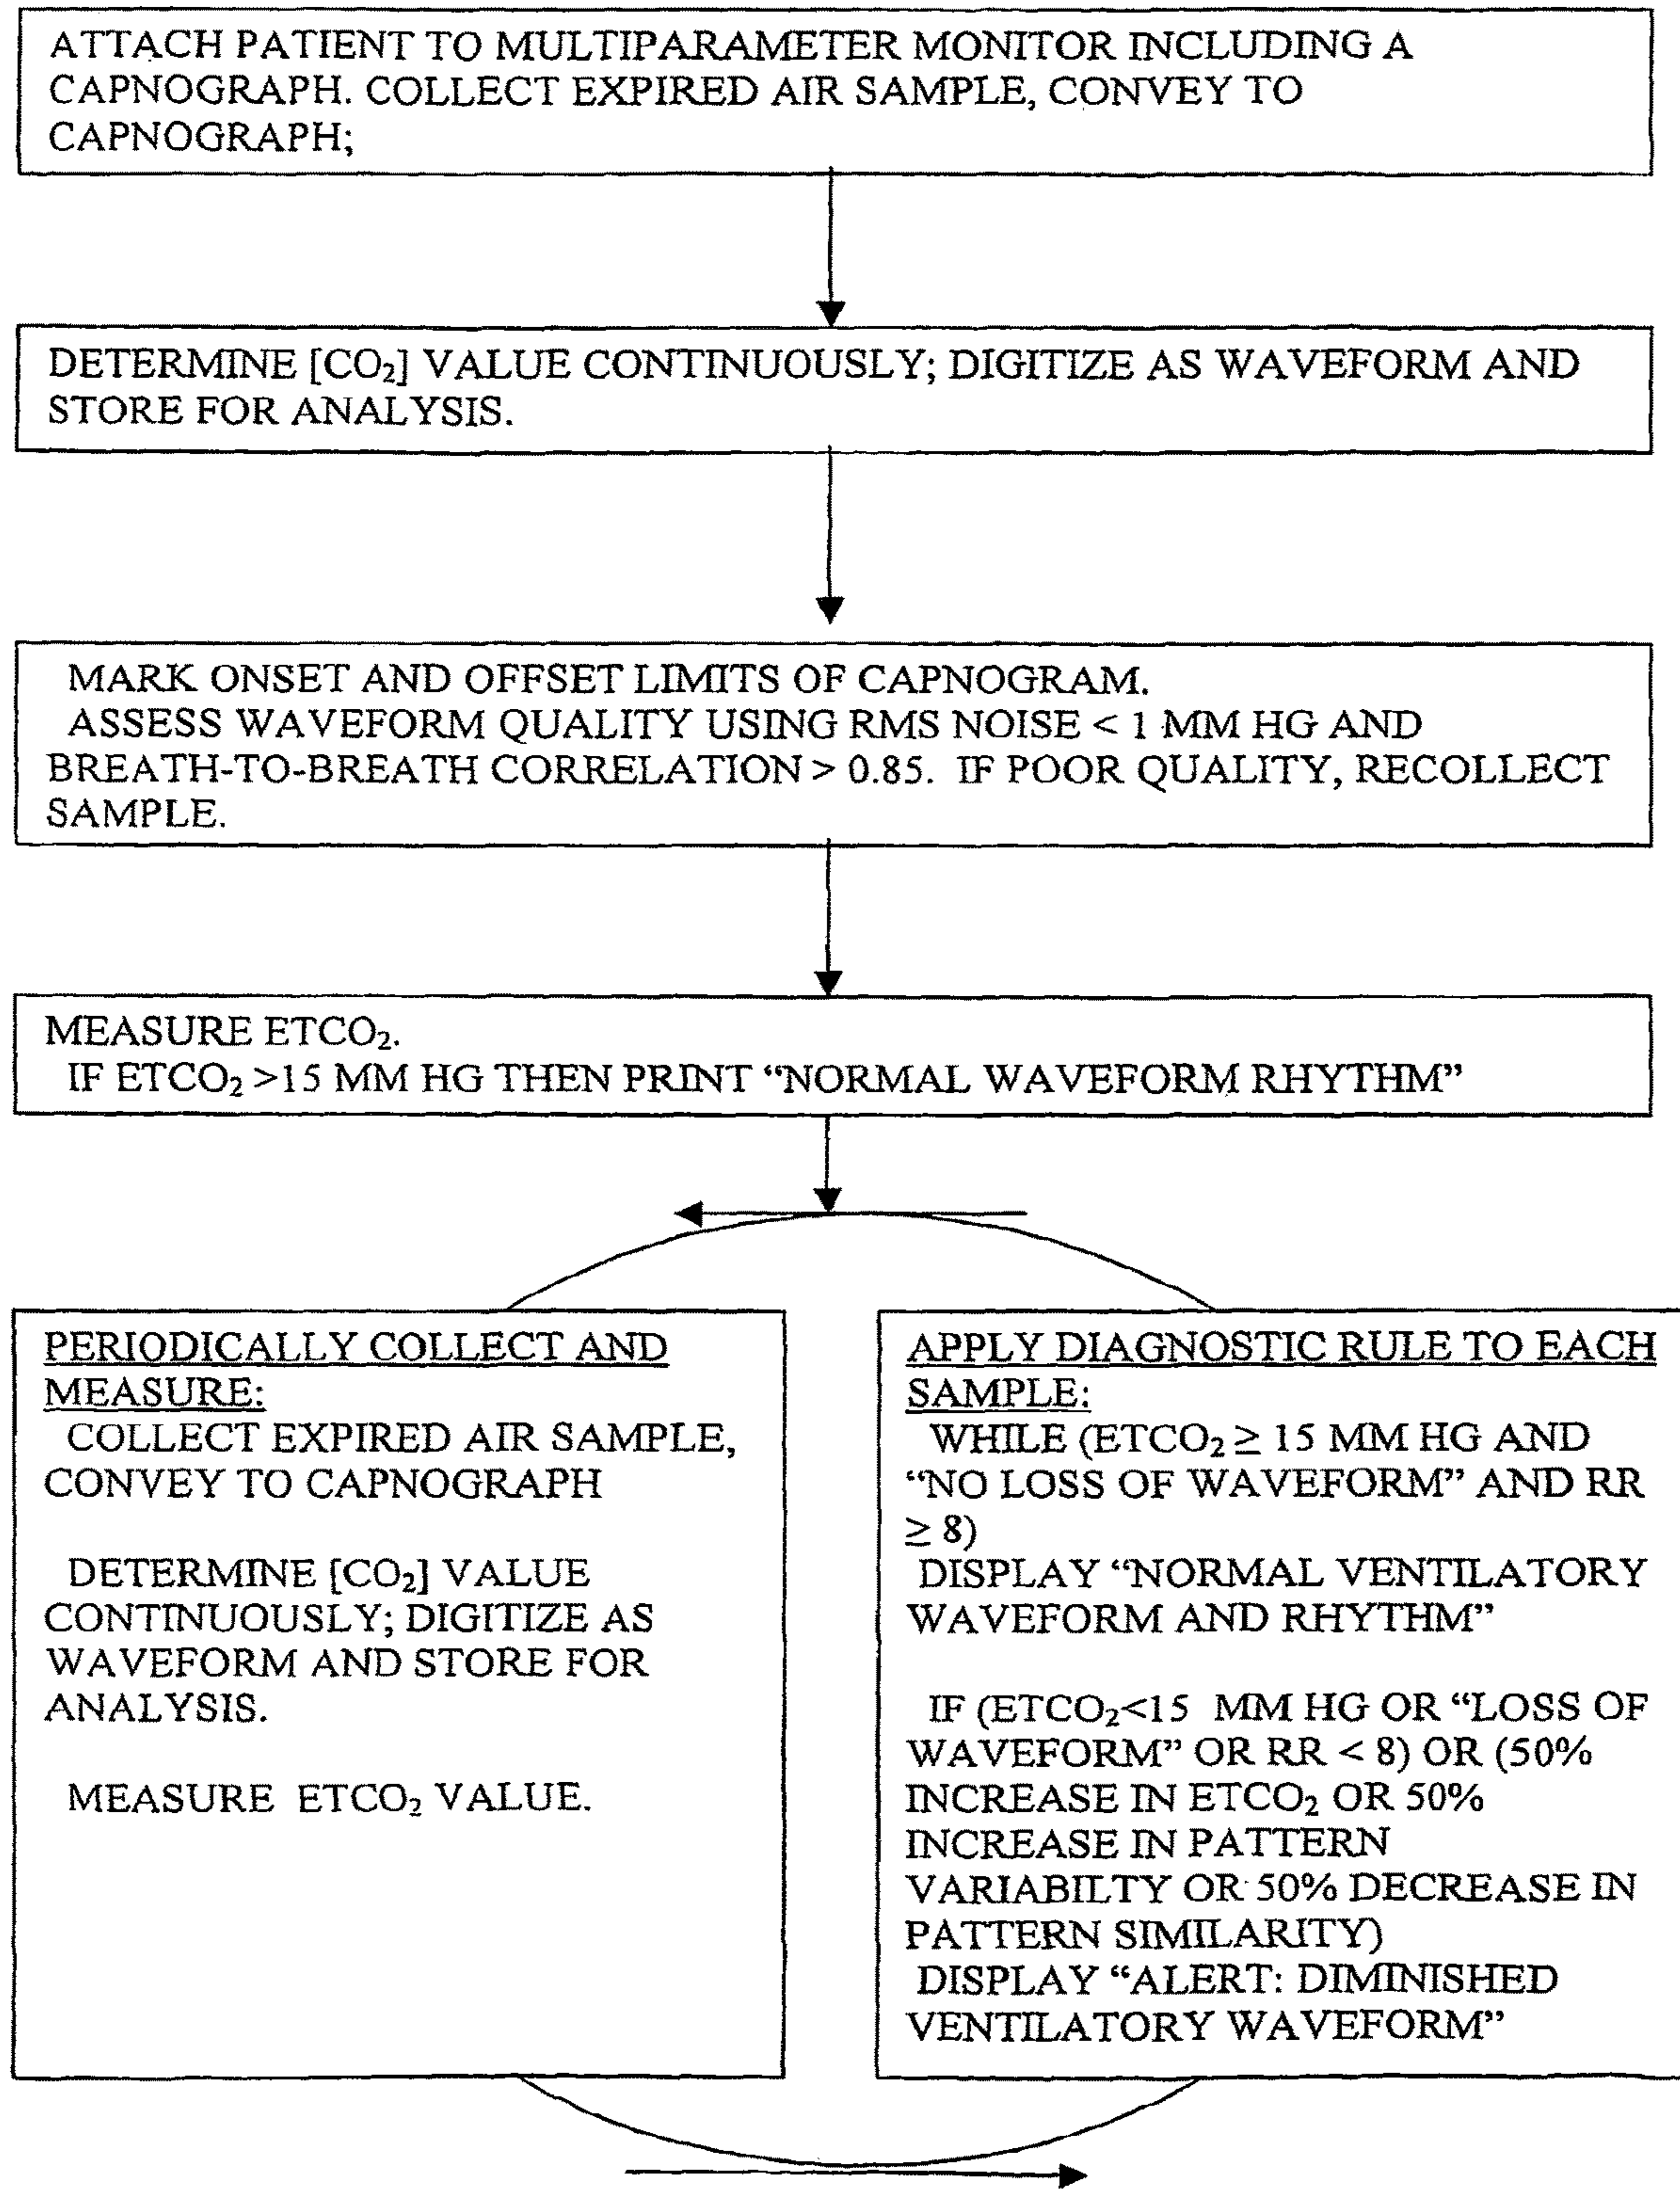 ATTACH PATIENT TO MULTIPARAMETER MONITOR INCLUDING A
CAPNOGRAPH. COLLECT EXPIRED AIR SAMPLE, CONVEY TO
CAPNOGRAPH;
DETERMINE [CO₂] VALUE CONTINUOUSLY; DIGITIZE AS WAVEFORM AND
STORE FOR ANALYSIS.
MARK ONSET AND OFFSET LIMITS OF CAPNOGRAM.
ASSESS WAVEFORM QUALITY USING RMS NOISE < 1 MM HG AND
BREATH-TO-BREATH CORRELATION > 0.85. IF POOR QUALITY, RECOLLECT
SAMPLE.
MEASURE ETCO₂.
IF ETCO₂ >15 MM HG THEN PRINT “NORMAL WAVEFORM RHYTHM”
PERIODICALLY COLLECT AND
MEASURE:
COLLECT EXPIRED AIR SAMPLE,
CONVEY TO CAPNOGRAPH
DETERMINE [CO₂] VALUE
CONTINUOUSLY; DIGITIZE AS
WAVEFORM AND STORE FOR
ANALYSIS.
MEASURE ETCO₂ VALUE.
APPLY DIAGNOSTIC RULE TO EACH
SAMPLE:
WHILE (ETCO₂ ≥ 15 MM HG AND
“NO LOSS OF WAVEFORM” AND RR
≥ 8)
DISPLAY “NORMAL VENTILATORY
WAVEFORM AND RHYTHM”
IF (ETCO₂<15 MM HG OR “LOSS OF
WAVEFORM” OR RR < 8) OR (50%
INCREASE IN ETCO₂ OR 50%
INCREASE IN PATTERN
VARIABILTY OR 50% DECREASE IN
PATTERN SIMILARITY)
DISPLAY “ALERT: DIMINISHED
VENTILATORY WAVEFORM”